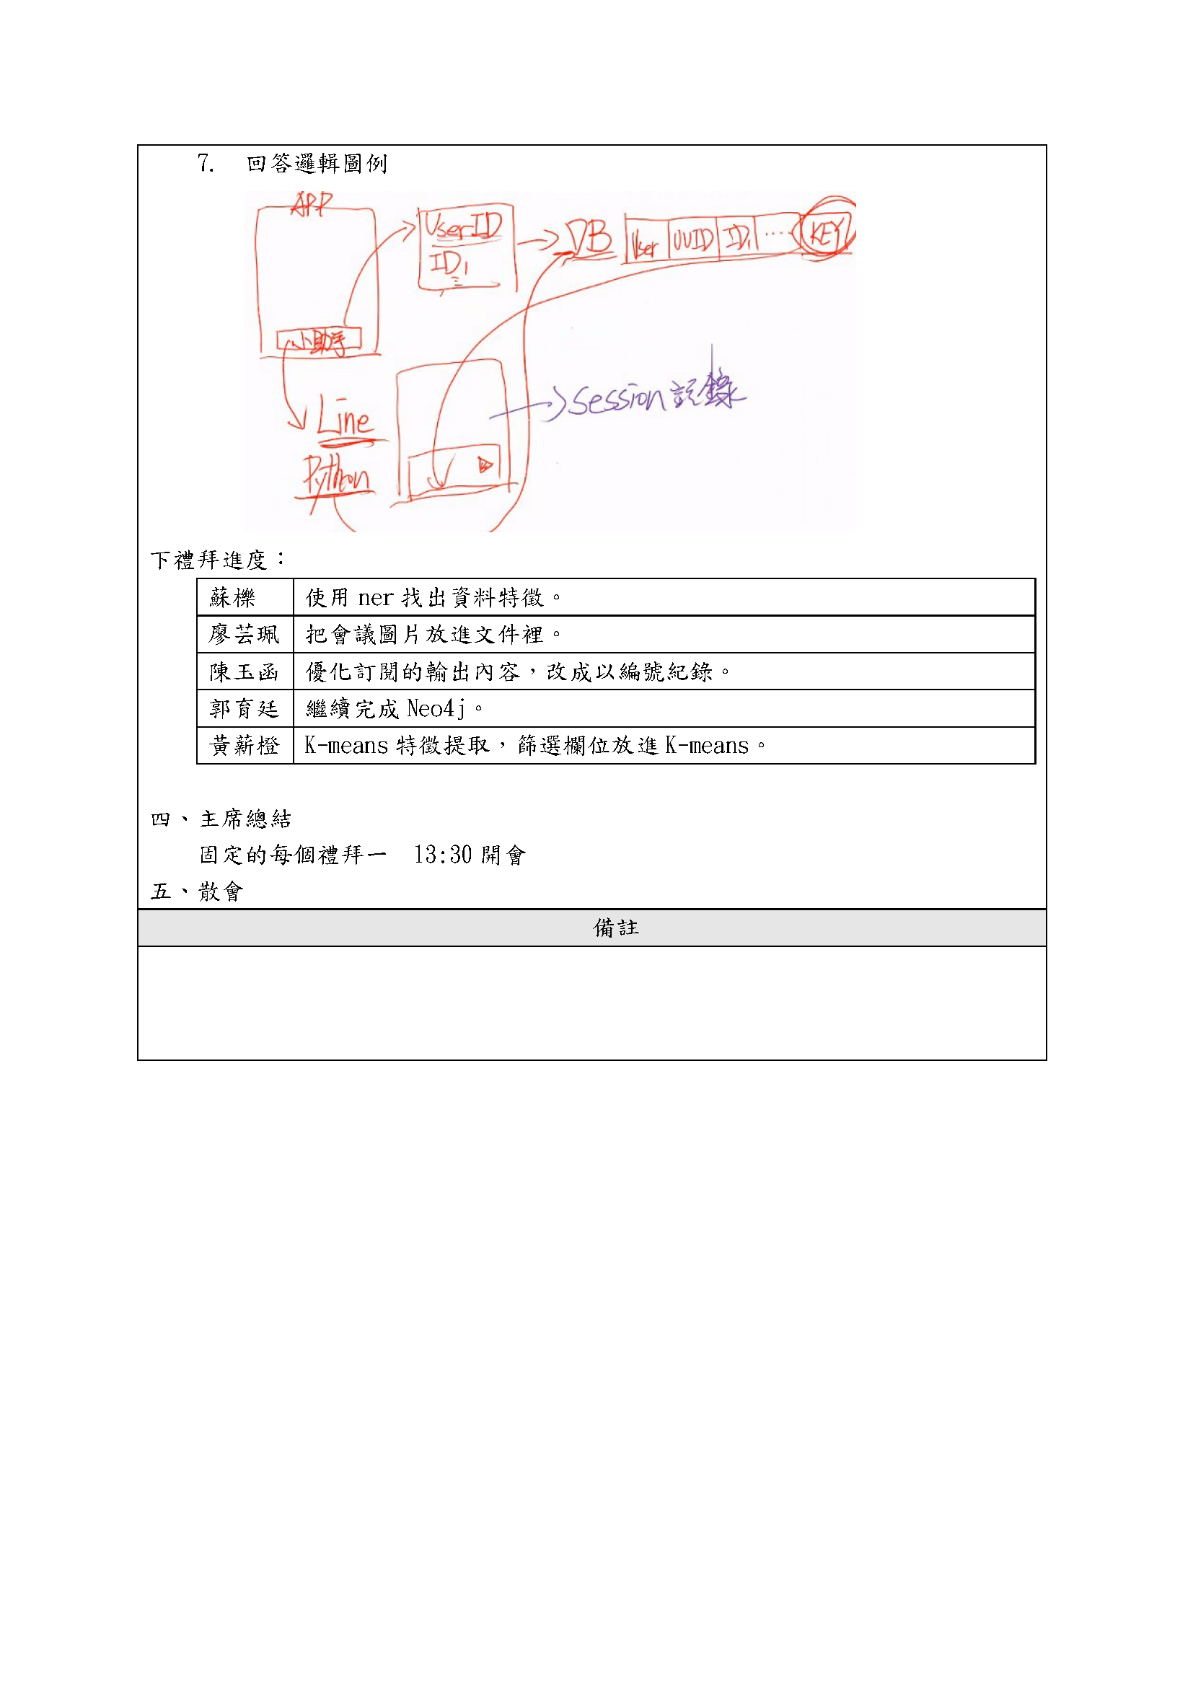 7. 回答邏輯圖例
APP
UserID
ID1
DB
User UUID ID1 ···· KEY
小助手
Line
Session 記錄
Python
下禮拜進度：
蘇櫟 使用 ner 找出資料特徵。
廖芸珮 把會議圖片放進文件裡。
陳玉函 優化訂閱的輸出內容，改成以編號紀錄。
郭育廷 繼續完成 Neo4j。
黃薪橙 K-means 特徵提取，篩選欄位放進 K-means。
四、主席總結
固定的每個禮拜一 13:30 開會
五、散會
備註